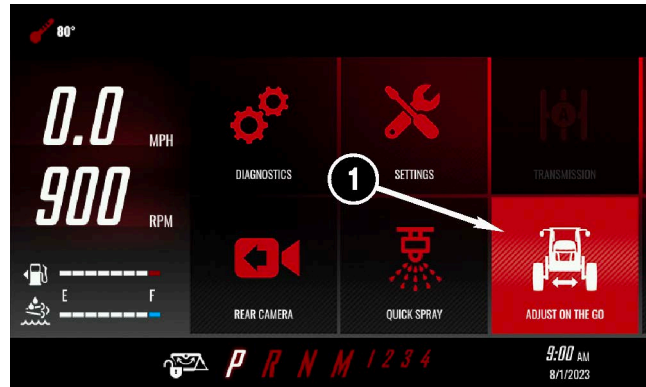 80°
0.0 MPH
900 RPM
E F
DIAGNOSTICS
SETTINGS
TRANSMISSION
1
REAR CAMERA
QUICK SPRAY
ADJUST ON THE GO
P R N M 1 2 3 4
9:00 AM
8/1/2023